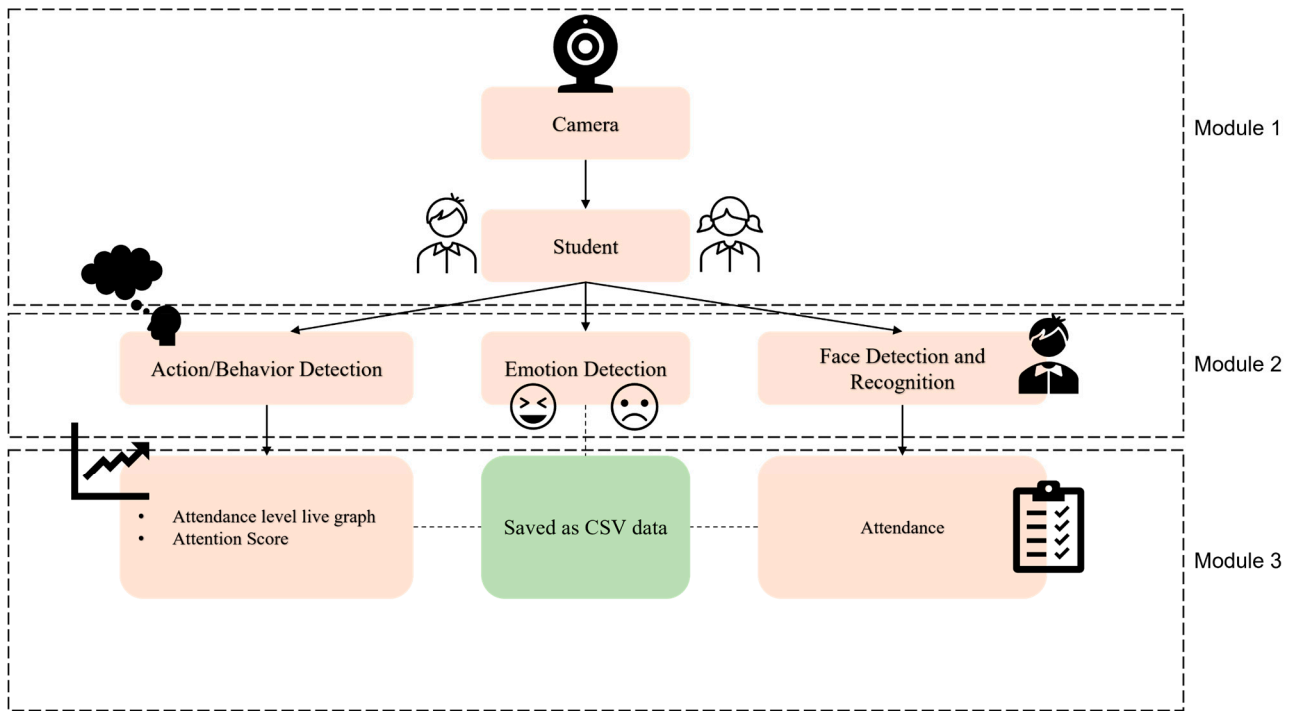 Camera
Module 1
Student
Action/Behavior Detection
Emotion Detection
Face Detection and
Recognition
Module 2
• Attendance level live graph
• Attention Score
Saved as CSV data
Attendance
Module 3